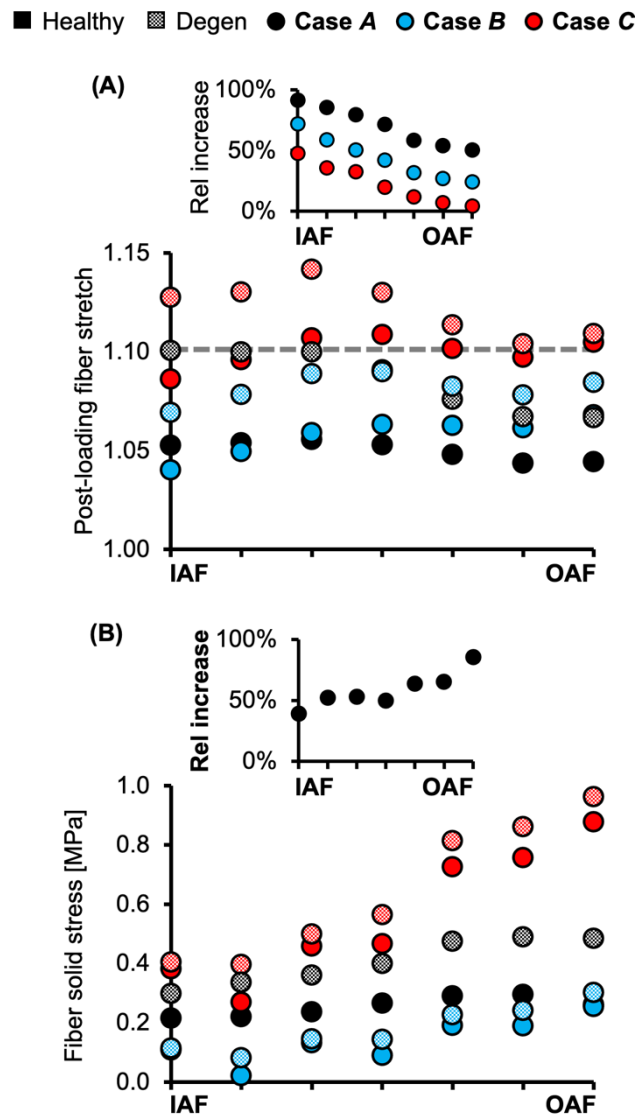 Healthy Degen Case A Case B Case C
(A)
100%
50%
0%
Rel increase
IAF OAF
1.15
1.10
1.05
1.00
Post-loading fiber stretch
IAF OAF
(B)
100%
50%
0%
Rel increase
IAF OAF
1.0
0.8
0.6
0.4
0.2
0.0
Fiber solid stress [MPa]
IAF OAF